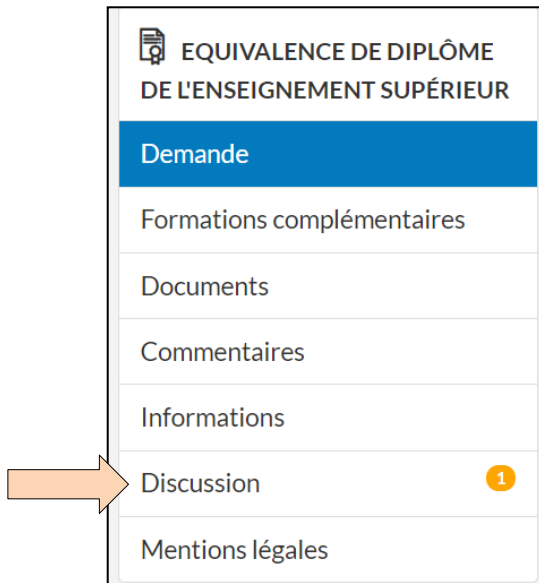 EQUIVALENCE DE DIPLÔME
DE L'ENSEIGNEMENT SUPÉRIEUR
Demande
Formations complémentaires
Documents
Commentaires
Informations
Discussion 1
Mentions légales